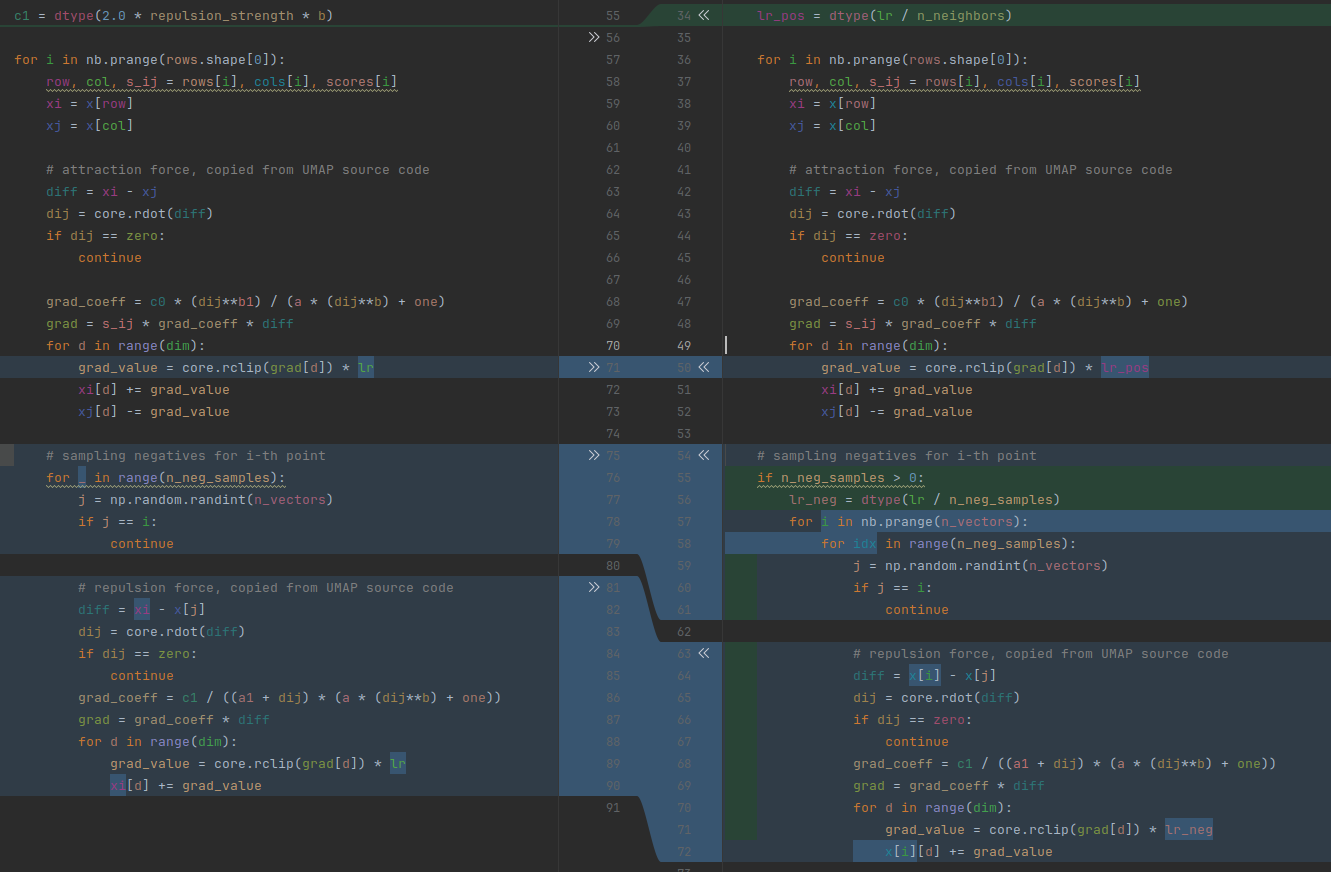 c1 = dtype(2.0 * repulsion_strength * b)
for i in nb.prange(rows.shape[0]):
row, col, s_ij = rows[i], cols[i], scores[i]
xi = x[row]
xj = x[col]
# attraction force, copied from UMAP source code
diff = xi - xj
dij = core.rdot(diff)
if dij == zero:
continue
grad_coeff = c0 * (dij**b1) / (a * (dij**b) + one)
grad = s_ij * grad_coeff * diff
for d in range(dim):
grad_value = core.rclip(grad[d]) * lr
xi[d] += grad_value
xj[d] -= grad_value
# sampling negatives for i-th point
for _ in range(n_neg_samples):
j = np.random.randint(n_vectors)
if j == i:
continue
# repulsion force, copied from UMAP source code
diff = xi - x[j]
dij = core.rdot(diff)
if dij == zero:
continue
grad_coeff = c1 / ((a1 + dij) * (a * (dij**b) + one))
grad = grad_coeff * diff
for d in range(dim):
grad_value = core.rclip(grad[d]) * lr
xi[d] += grad_value
55 34 «
» 56 35
57 36
58 37
59 38
60 39
61 40
62 41
63 42
64 43
65 44
66 45
67 46
68 47
69 48
70 49
» 71 50 «
72 51
73 52
74 53
» 75 54 «
76 55
77 56
78 57
79 58
80 59
» 81 60
82 61
83 62
84 63 «
85 64
86 65
87 66
88 67
89 68
90 69
91 70
71
72
73
lr_pos = dtype(lr / n_neighbors)
for i in nb.prange(rows.shape[0]):
row, col, s_ij = rows[i], cols[i], scores[i]
xi = x[row]
xj = x[col]
# attraction force, copied from UMAP source code
diff = xi - xj
dij = core.rdot(diff)
if dij == zero:
continue
grad_coeff = c0 * (dij**b1) / (a * (dij**b) + one)
grad = s_ij * grad_coeff * diff
for d in range(dim):
grad_value = core.rclip(grad[d]) * lr_pos
xi[d] += grad_value
xj[d] -= grad_value
# sampling negatives for i-th point
if n_neg_samples > 0:
lr_neg = dtype(lr / n_neg_samples)
for i in nb.prange(n_vectors):
for idx in range(n_neg_samples):
j = np.random.randint(n_vectors)
if j == i:
continue
# repulsion force, copied from UMAP source code
diff = x[i] - x[j]
dij = core.rdot(diff)
if dij == zero:
continue
grad_coeff = c1 / ((a1 + dij) * (a * (dij**b) + one))
grad = grad_coeff * diff
for d in range(dim):
grad_value = core.rclip(grad[d]) * lr_neg
x[i][d] += grad_value